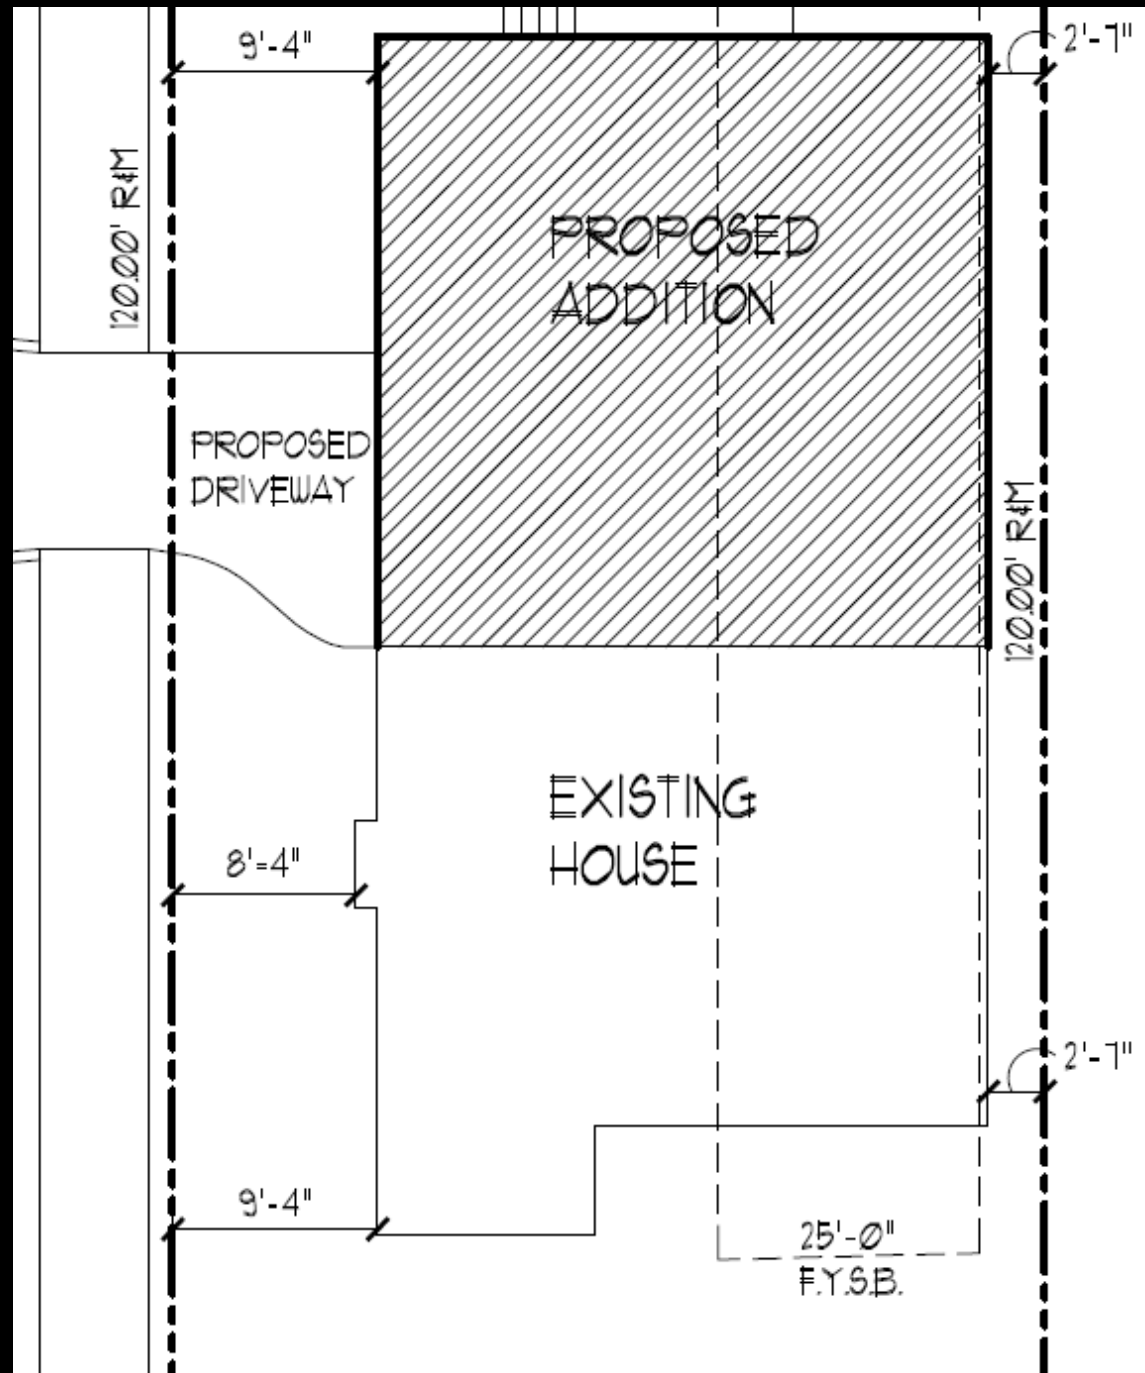 9'-4"
2'-7"
120.00' R&M
PROPOSED
ADDITION
PROPOSED
DRIVEWAY
120.00' R&M
EXISTING
HOUSE
8'=4"
2'-7"
9'-4"
25'-0"
F.Y.S.B.